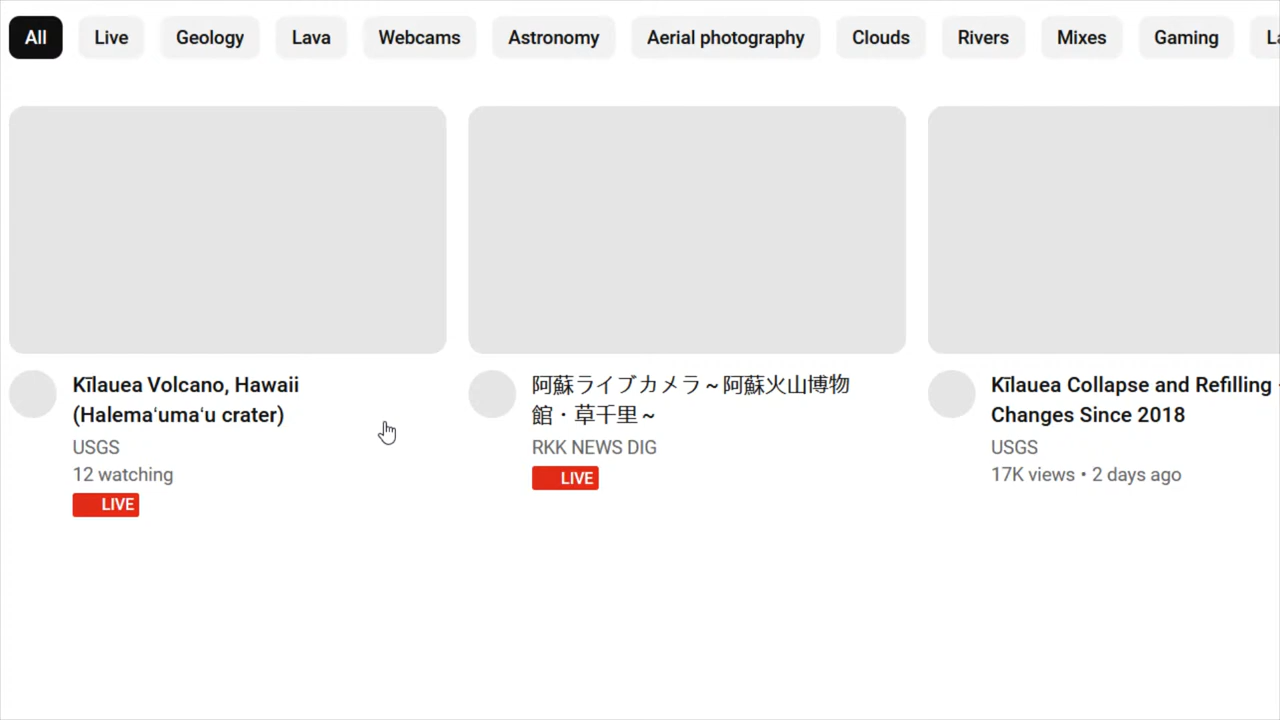 All Live Geology Lava Webcams Astronomy Aerial photography Clouds Rivers Mixes Gaming
Kīlauea Volcano, Hawaii
(Halemaʻumaʻu crater)
USGS
12 watching
LIVE
阿蘇ライブカメラ～阿蘇火山博物
館・草千里～
RKK NEWS DIG
LIVE
Kīlauea Collapse and Refilling
Changes Since 2018
USGS
17K views • 2 days ago